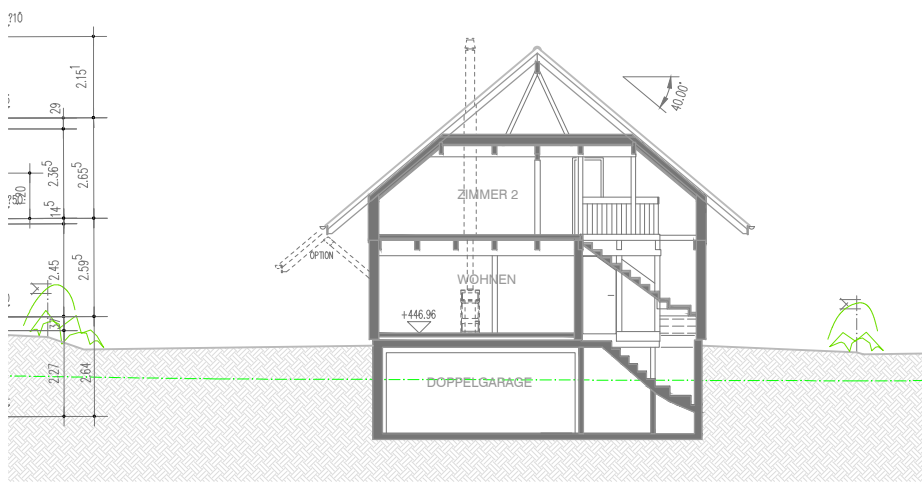 2.15¹
29
40.00°
2.36⁵
2.65⁵
ZIMMER 2
14⁵
OPTION
2.45
2.59⁵
WOHNEN
+446.96
2.27
2.64
DOPPELGARAGE